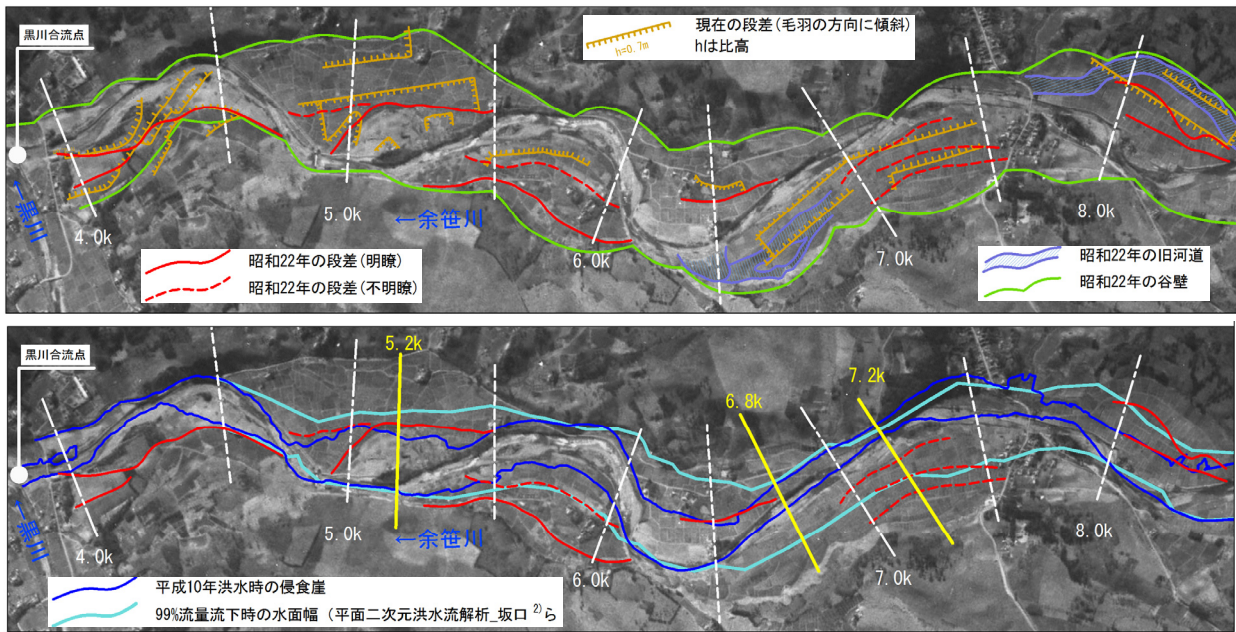 黒川合流点
現在の段差(毛羽の方向に傾斜)
h=0.7m
hは比高
←黒川
4.0k
5.0k
←余笹川
6.0k
7.0k
8.0k
昭和22年の段差(明瞭)
昭和22年の段差(不明瞭)
昭和22年の旧河道
昭和22年の谷壁
黒川合流点
5.2k
6.8k
7.2k
←黒川
4.0k
5.0k
←余笹川
6.0k
7.0k
8.0k
平成10年洪水時の侵食崖
99%流量流下時の水面幅 (平面二次元洪水流解析_坂口 2)ら